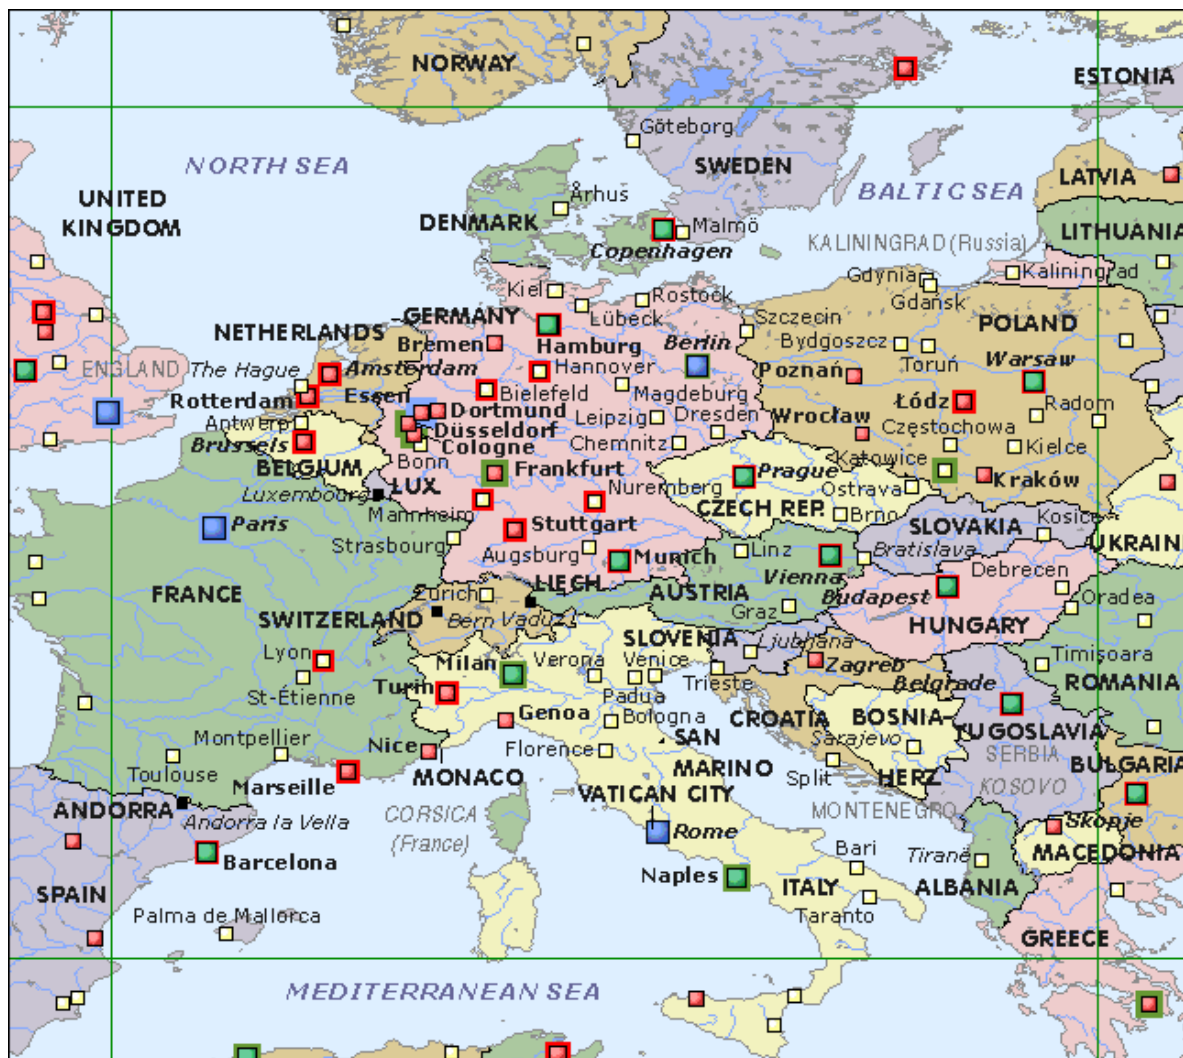 NORWAY
ESTONIA
Göteborg
NORTH SEA
SWEDEN
LATVIA
UNITED
KINGDOM
BALTIC SEA
Århus
DENMARK
Malmö
LITHUANIA
Copenhagen
KALININGRAD (Russia)
Kaliningrad
Gdynia
Gdańsk
Kiel
Rostock
Lübeck
GERMANY
Szczecin
POLAND
NETHERLANDS
Hamburg
Bremen
Berlin
Bydgoszcz
Toruń
Warsaw
ENGLAND
The Hague
Amsterdam
Hannover
Poznań
Rotterdam
Essen
Bielefeld
Magdeburg
Łódź
Radom
Antwerp
Dortmund
Leipzig
Dresden
Wrocław
Częstochowa
Brussels
Düsseldorf
Cologne
Chemnitz
Kielce
BELGIUM
Bonn
Katowice
Frankfurt
Prague
Kraków
Luxembourg
LUX.
Nuremberg
Ostrava
CZECH REP.
Mannheim
Brno
Paris
Stuttgart
SLOVAKIA
Kosice
Strasbourg
Augsburg
Linz
Bratislava
UKRAIN
Munich
Vienna
Debrecen
FRANCE
Zurich
LIECH.
AUSTRIA
Budapest
Oradea
SWITZERLAND
Bern
Vaduz
Graz
HUNGARY
SLOVENIA
Ljubljana
Lyon
Milan
Verona
Venice
Zagreb
Timişoara
St-Étienne
Turin
Padua
Trieste
Belgrade
ROMANIA
Genoa
Bologna
CROATIA
BOSNIA-
YUGOSLAVIA
Montpellier
Nice
Florence
SAN
MARINO
Sarajevo
SERBIA
Toulouse
MONACO
Split
HERZ.
KOSOVO
BULGARIA
Marseille
VATICAN CITY
MONTENEGRO
ANDORRA
Andorra la Vella
CORSICA
(France)
Rome
Skopje
Barcelona
Bari
Tiranë
MACEDONIA
SPAIN
Naples
ITALY
ALBANIA
Palma de Mallorca
Taranto
GREECE
MEDITERRANEAN SEA